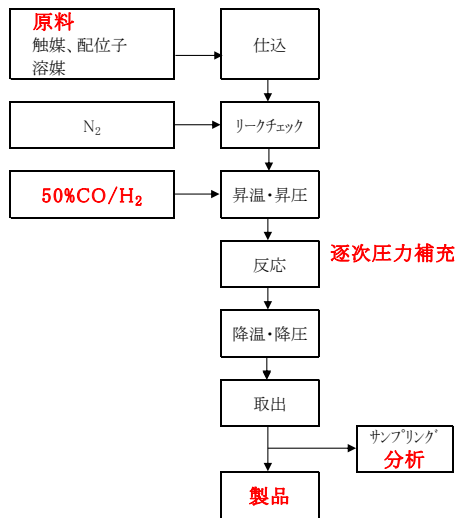 原料
触媒、配位子
溶媒
仕込
N₂
リークチェック
50%CO/H₂
昇温・昇圧
反応
逐次圧力補充
降温・降圧
取出
サンプリング
分析
製品